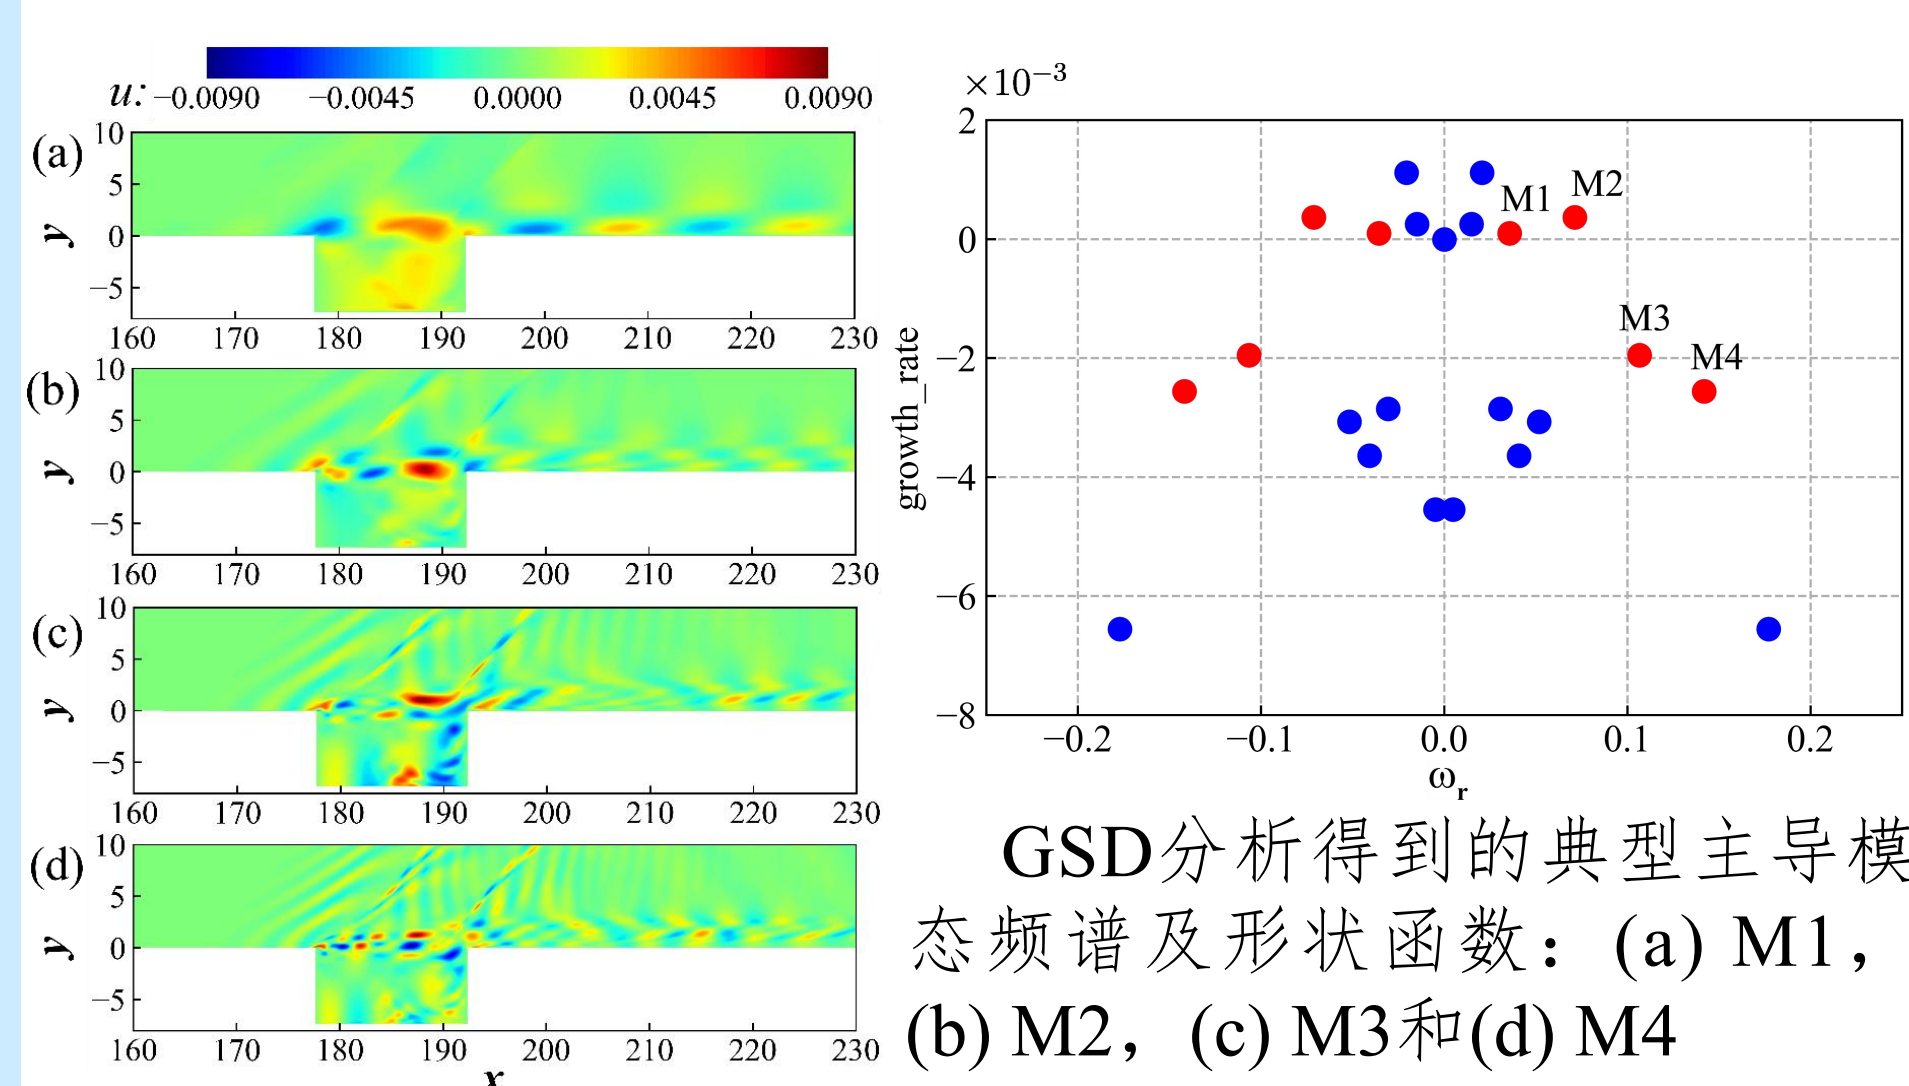 u: −0.0090 −0.0045 0.0000 0.0045 0.0090
(a)
10
5
0
−5
y
160 170 180 190 200 210 220 230
(b)
10
5
0
−5
y
160 170 180 190 200 210 220 230
(c)
10
5
0
−5
y
160 170 180 190 200 210 220 230
(d)
10
5
0
−5
y
160 170 180 190 200 210 220 230
x
×10⁻³
2
0
−2
−4
−6
−8
growth_rate
M1
M2
M3
M4
−0.2 −0.1 0.0 0.1 0.2
ωr
GSD分析得到的典型主导模
态频谱及形状函数：(a) M1，
(b) M2，(c) M3和(d) M4